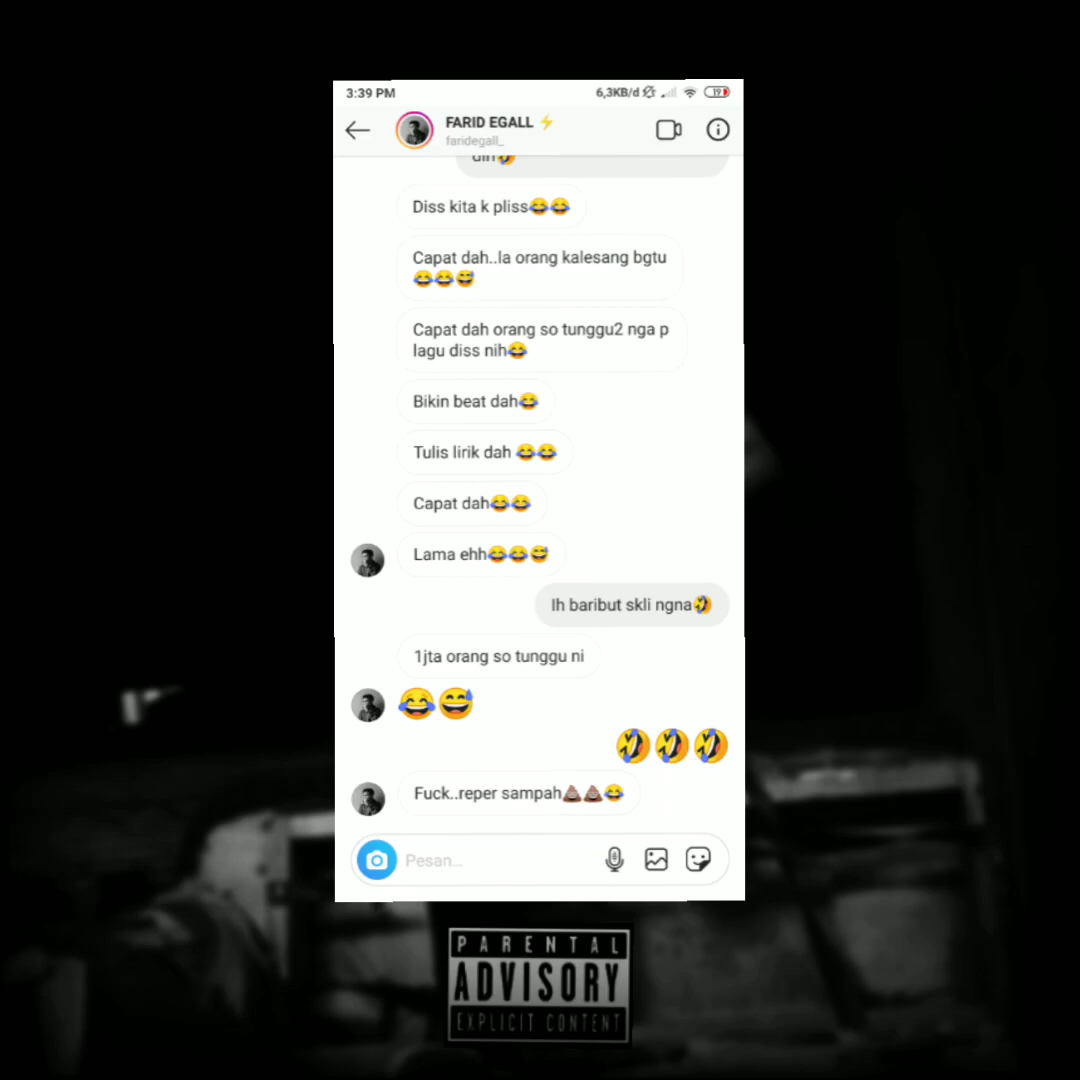 3:39 PM
6,3KB/d
19
FARID EGALL ⚡
faridegall_
Diss kita k pliss😂😂
Capat dah..la orang kalesang bgtu
😂😂😅
Capat dah orang so tunggu2 nga p
lagu diss nih😂
Bikin beat dah😂
Tulis lirik dah 😂😂
Capat dah😂😂
Lama ehh😂😂😅
Ih baribut skli ngna🤣
1jta orang so tunggu ni
😂😅
🤣🤣🤣
Fuck..reper sampah💩💩😂
Pesan...
PARENTAL
ADVISORY
EXPLICIT CONTENT